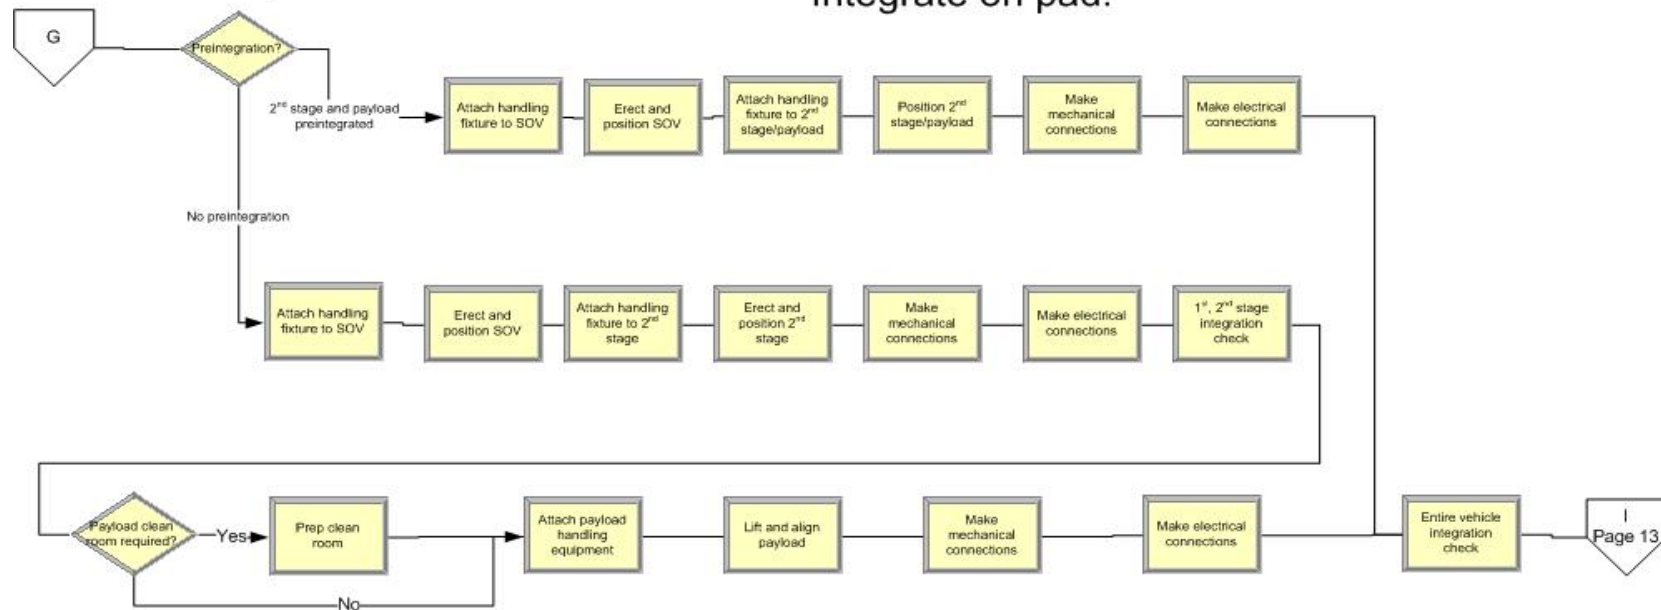 Integrate on pad:
G
Preintegration?
2nd stage and payload
preintegrated
Attach handling
fixture to SOV
Erect and
position SOV
Attach handling
fixture to 2nd
stage/payload
Position 2nd
stage/payload
Make
mechanical
connections
Make electrical
connections
No preintegration
Attach handling
fixture to SOV
Erect and
position SOV
Attach handling
fixture to 2nd
stage
Erect and
position 2nd
stage
Make
mechanical
connections
Make electrical
connections
1st, 2nd stage
integration
check
Payload clean
room required?
Yes
Prep clean
room
Attach payload
handling
equipment
Lift and align
payload
Make
mechanical
connections
Make electrical
connections
Entire vehicle
integration
check
I
Page 13
No